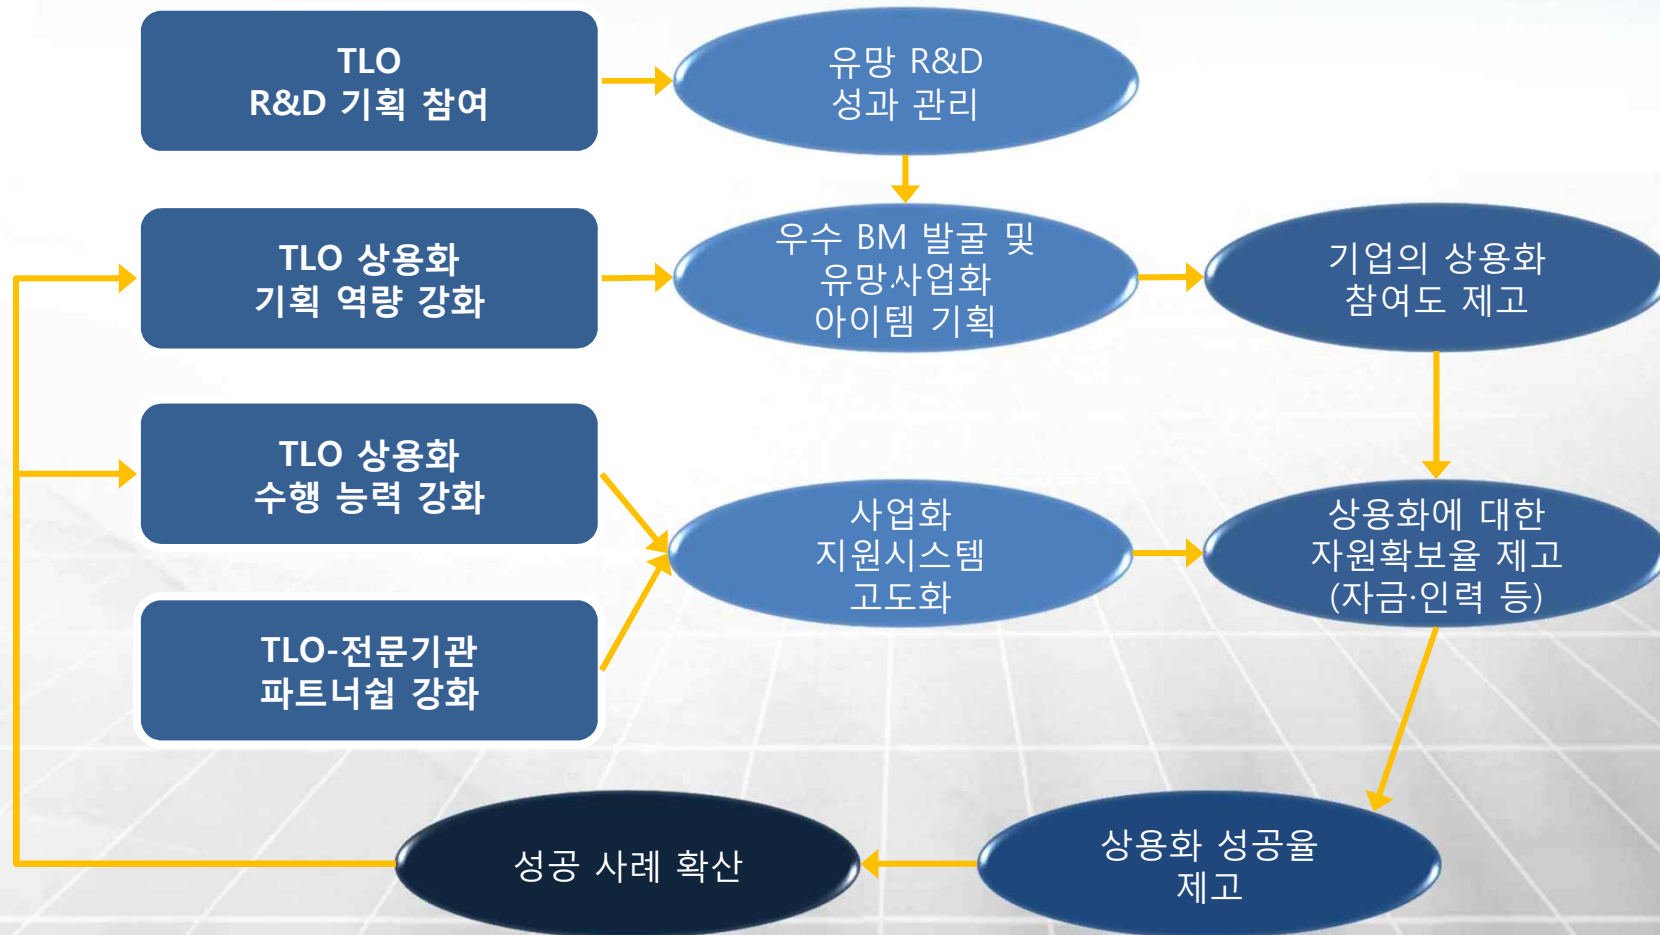 TLO
R&D 기획 참여
유망 R&D
성과 관리
TLO 상용화
기획 역량 강화
우수 BM 발굴 및
유망사업화
아이템 기획
기업의 상용화
참여도 제고
TLO 상용화
수행 능력 강화
사업화
지원시스템
고도화
상용화에 대한
자원확보율 제고
(자금·인력 등)
TLO-전문기관
파트너쉽 강화
성공 사례 확산
상용화 성공율
제고